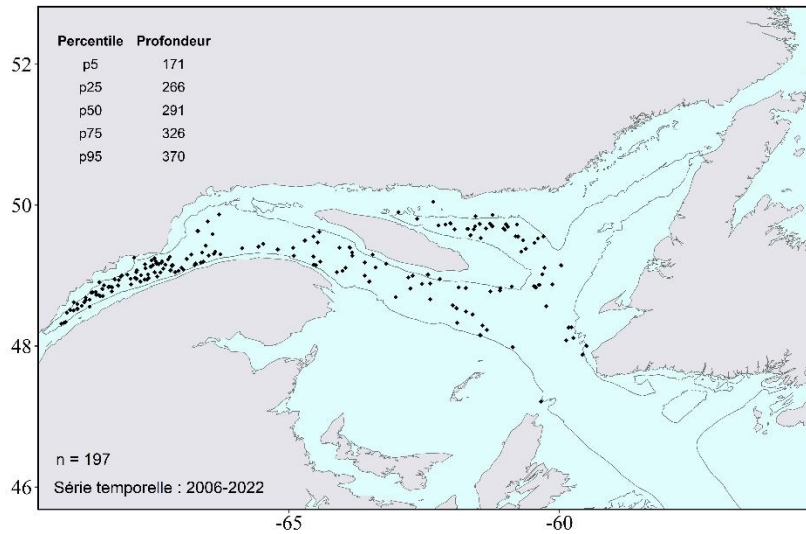 Percentile Profondeur
p5 171
p25 266
p50 291
p75 326
p95 370
52
50
48
46
n = 197
Série temporelle : 2006-2022
-65 -60